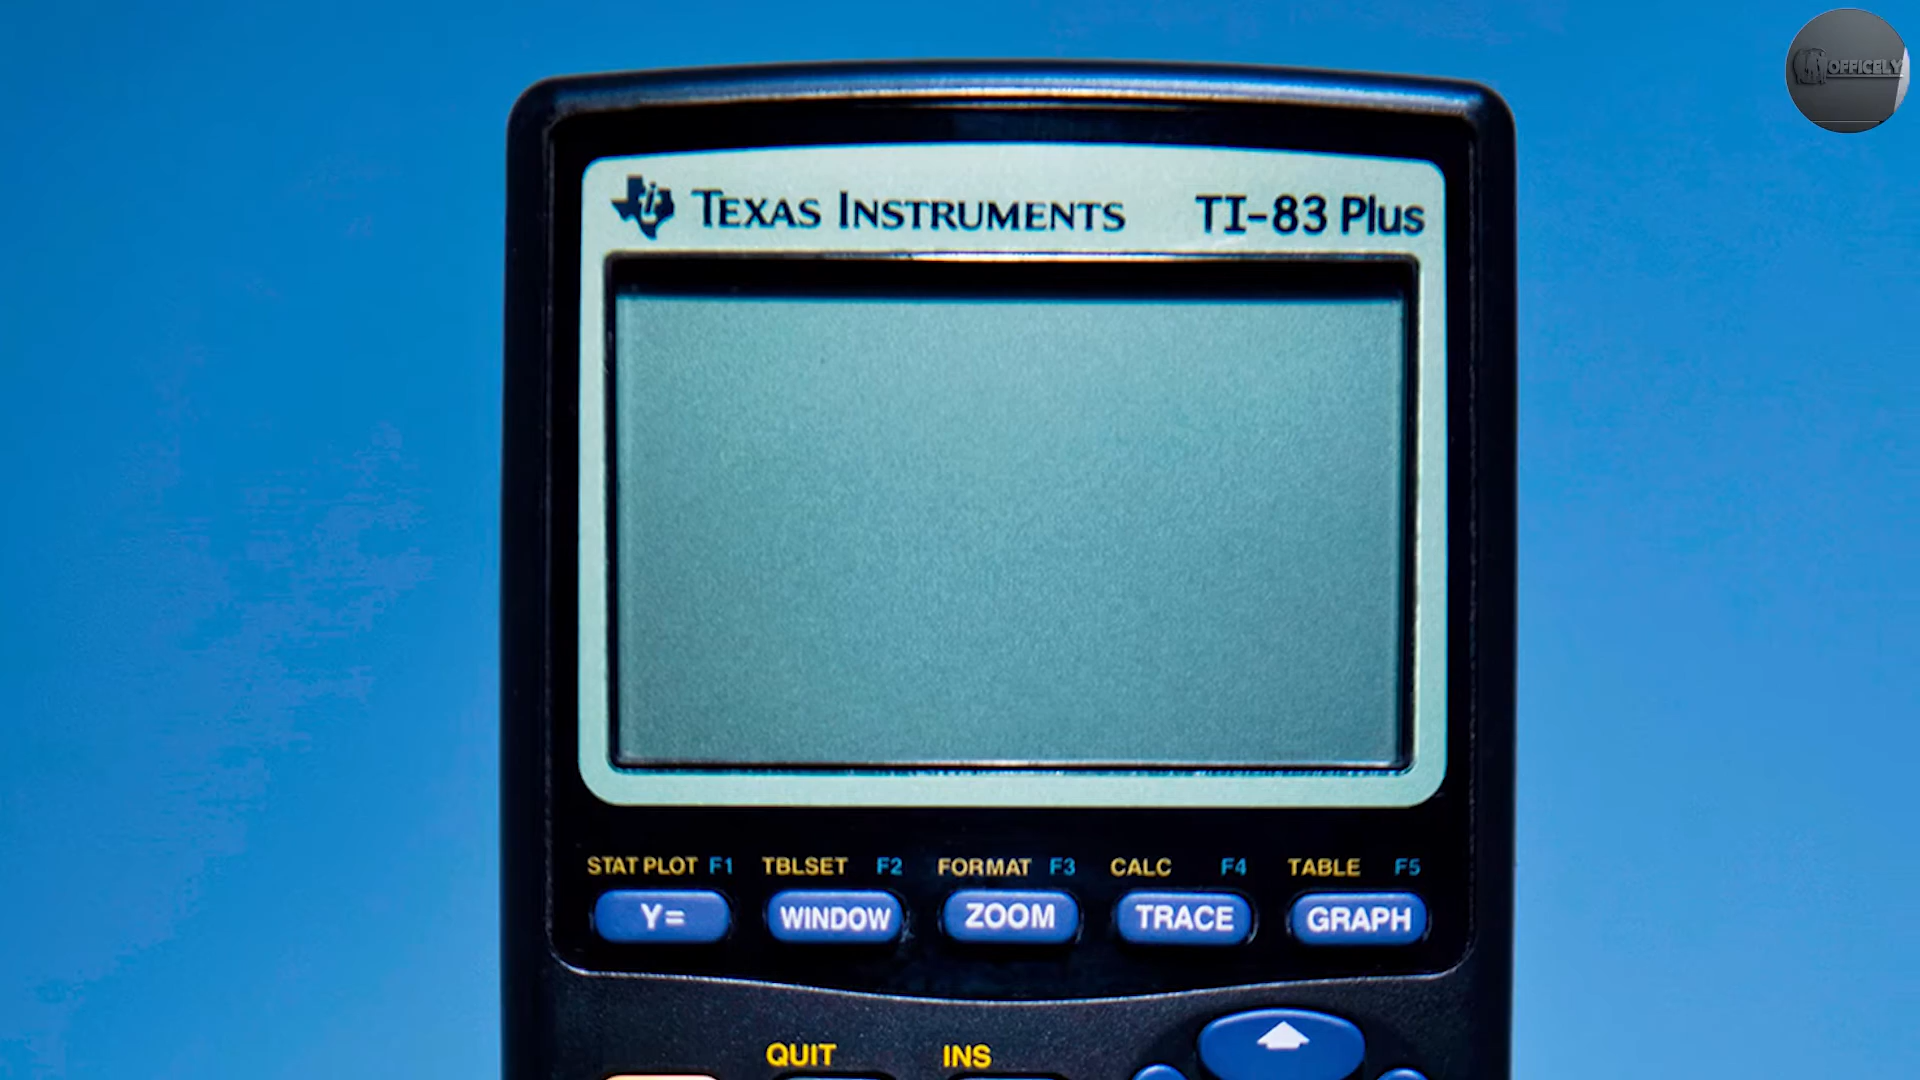 OFFICELY
TEXAS INSTRUMENTS TI-83 Plus
STAT PLOT F1 TBLSET F2 FORMAT F3 CALC F4 TABLE F5
Y= WINDOW ZOOM TRACE GRAPH
QUIT INS